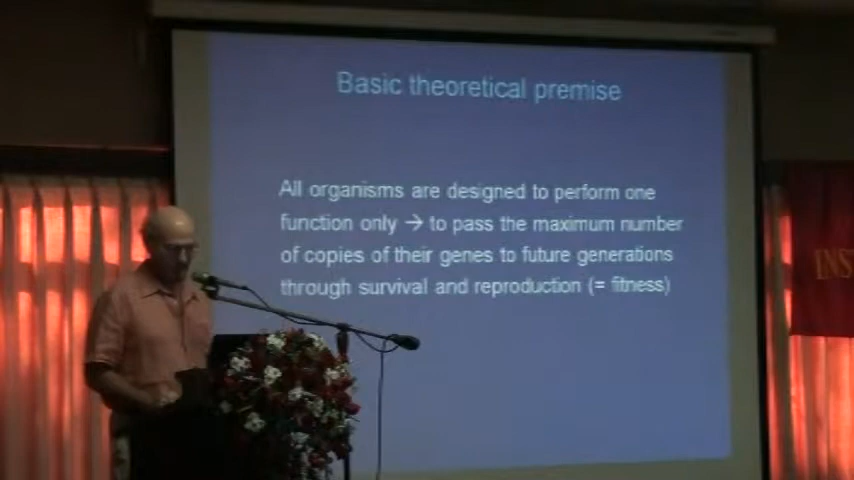 Basic theoretical premise
All organisms are designed to perform one
function only → to pass the maximum number
of copies of their genes to future generations
through survival and reproduction (= fitness)
INS